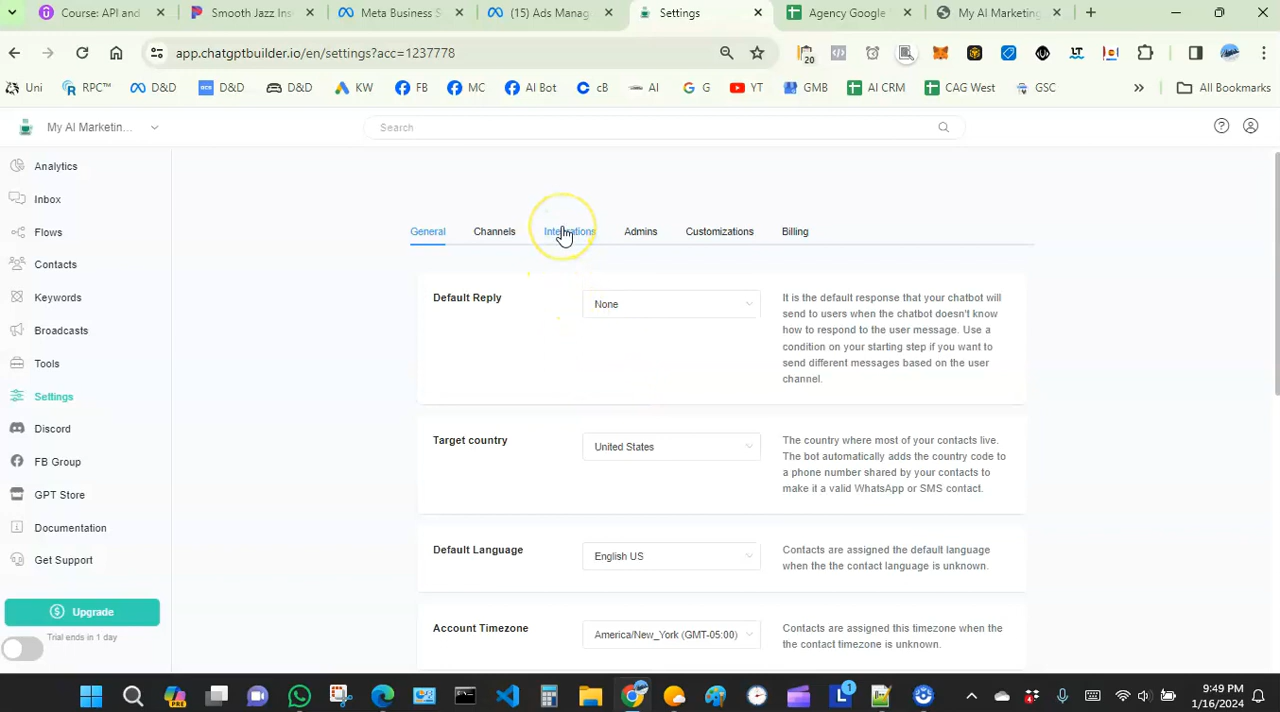 Course: API and
Smooth Jazz Ins
Meta Business S
(15) Ads Manag
Settings
Agency Google
My AI Marketing
app.chatgptbuilder.io/en/settings?acc=1237778
20
Uni
RPC™
D&D
D&D
D&D
KW
FB
MC
AI Bot
cB
AI
G
YT
GMB
AI CRM
CAG West
GSC
All Bookmarks
My AI Marketin...
Search
Analytics
Inbox
Flows
Contacts
Keywords
Broadcasts
Tools
Settings
Discord
FB Group
GPT Store
Documentation
Get Support
Upgrade
Trial ends in 1 day
General
Channels
Integrations
Admins
Customizations
Billing
Default Reply
None
It is the default response that your chatbot will
send to users when the chatbot doesn't know
how to respond to the user message. Use a
condition on your starting step if you want to
send different messages based on the user
channel.
Target country
United States
The country where most of your contacts live.
The bot automatically adds the country code to
a phone number shared by your contacts to
make it a valid WhatsApp or SMS contact.
Default Language
English US
Contacts are assigned the default language
when the the contact language is unknown.
Account Timezone
America/New_York (GMT-05:00)
Contacts are assigned this timezone when the
the contact timezone is unknown.
9:49 PM
1/16/2024